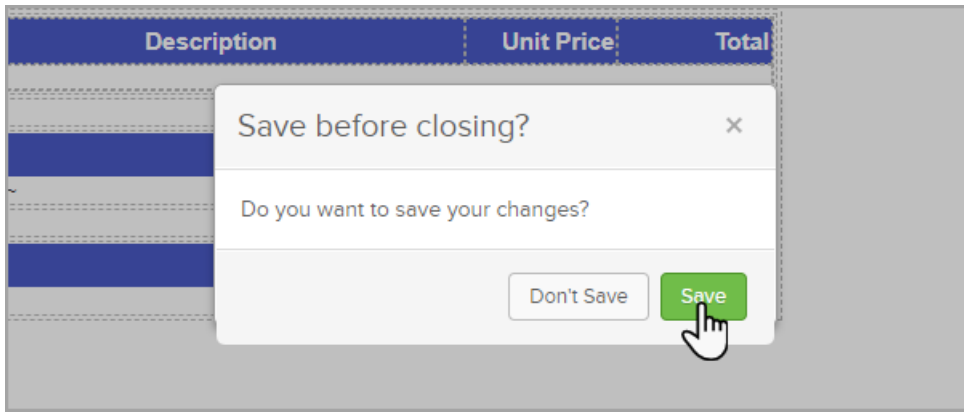 Description Unit Price Total
Save before closing? ×
~
Do you want to save your changes?
Don't Save Save